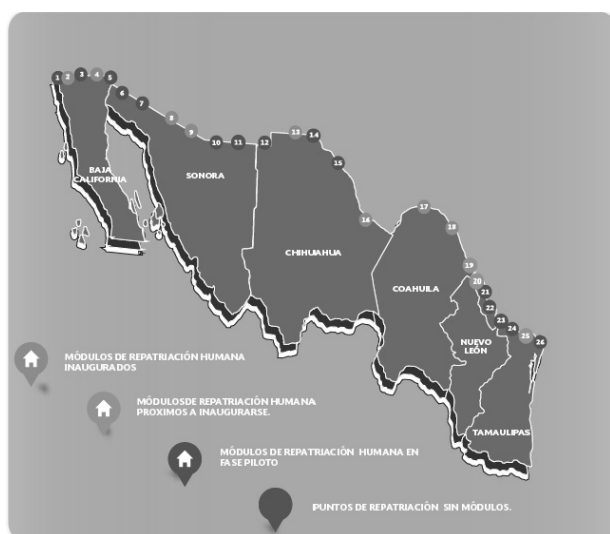 1
2
3
4
5
6
7
8
9
10
11
12
13
14
15
16
17
18
19
20
21
22
23
24
25
26
BAJA
CALIFORNIA
SONORA
CHIHUAHUA
COAHUILA
NUEVO
LEÓN
TAMAULIPAS
MÓDULOS DE REPATRIACIÓN HUMANA
INAUGURADOS
MÓDULOSDE REPATRIACIÓN HUMANA
PROXIMOS A INAUGURARSE.
MÓDULOS DE REPATRIACIÓN HUMANA EN
FASE PILOTO
PUNTOS DE REPATRIACIÓN SIN MÓDULOS.